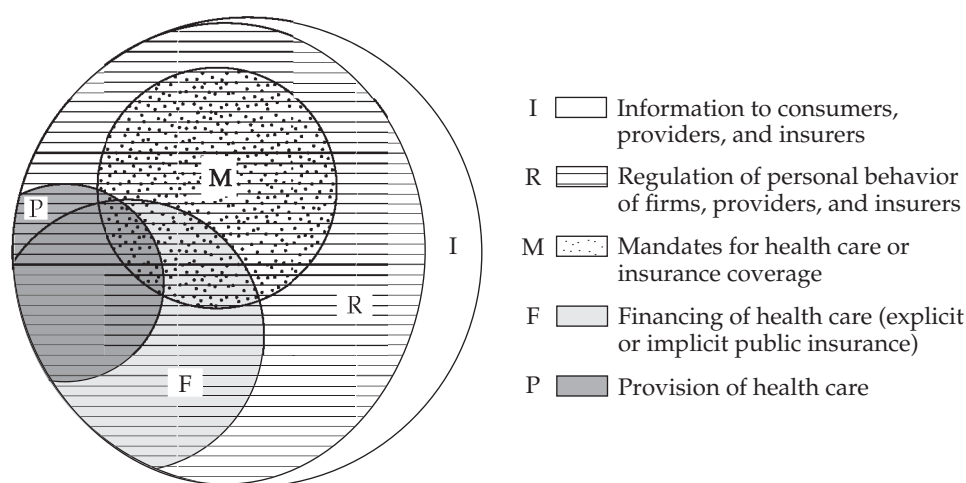 M
P
I
R
F
I Information to consumers,
providers, and insurers
R Regulation of personal behavior
of firms, providers, and insurers
M Mandates for health care or
insurance coverage
F Financing of health care (explicit
or implicit public insurance)
P Provision of health care